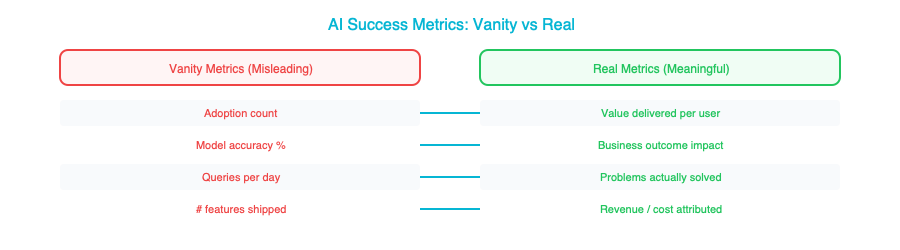 AI Success Metrics: Vanity vs Real
Vanity Metrics (Misleading)
Real Metrics (Meaningful)
Adoption count
Value delivered per user
Model accuracy %
Business outcome impact
Queries per day
Problems actually solved
# features shipped
Revenue / cost attributed